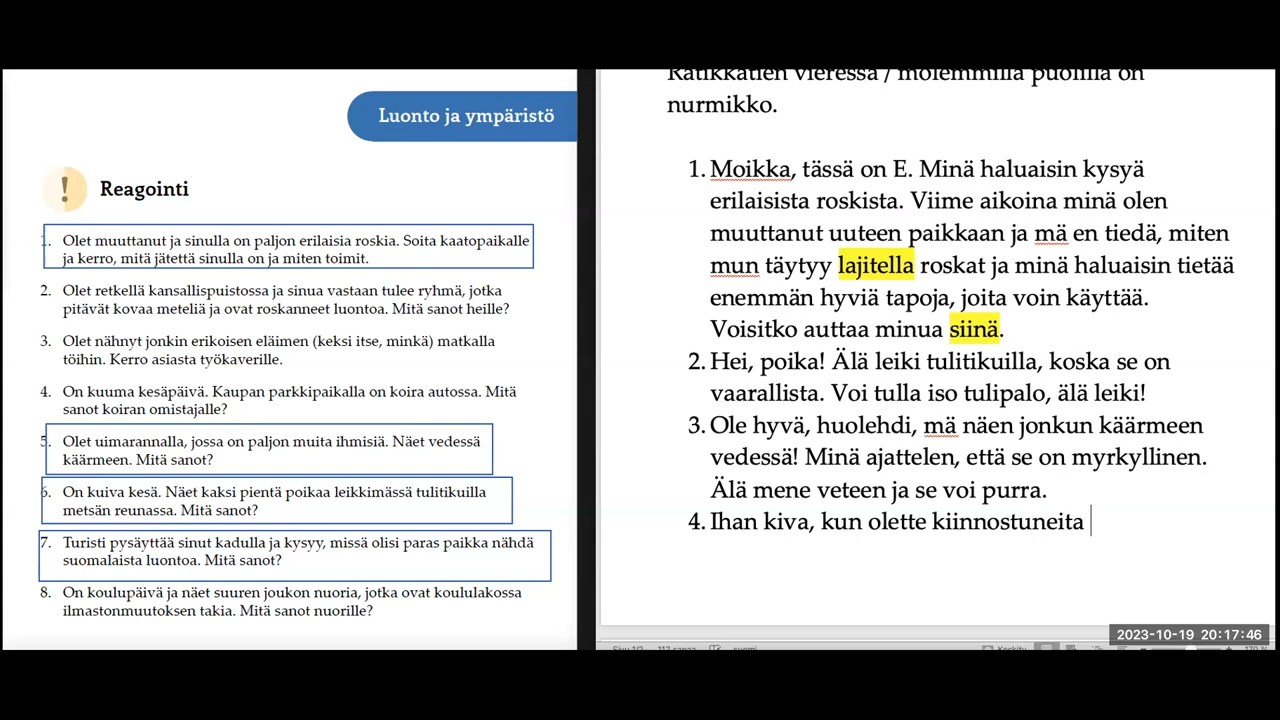 Luonto ja ympäristö
! Reagointi
1. Olet muuttanut ja sinulla on paljon erilaisia roskia. Soita kaatopaikalle
ja kerro, mitä jätettä sinulla on ja miten toimit.
2. Olet retkellä kansallispuistossa ja sinua vastaan tulee ryhmä, jotka
pitävät kovaa meteliä ja ovat roskanneet luontoa. Mitä sanot heille?
3. Olet nähnyt jonkin erikoisen eläimen (keksi itse, minkä) matkalla
töihin. Kerro asiasta työkaverille.
4. On kuuma kesäpäivä. Kaupan parkkipaikalla on koira autossa. Mitä
sanot koiran omistajalle?
5. Olet uimarannalla, jossa on paljon muita ihmisiä. Näet vedessä
käärmeen. Mitä sanot?
6. On kuiva kesä. Näet kaksi pientä poikaa leikkimässä tulitikuilla
metsän reunassa. Mitä sanot?
7. Turisti pysäyttää sinut kadulla ja kysyy, missä olisi paras paikka nähdä
suomalaista luontoa. Mitä sanot?
8. On koulupäivä ja näet suuren joukon nuoria, jotka ovat koululakossa
ilmastonmuutoksen takia. Mitä sanot nuorille?
Ratikkatien vieressä / molemmilla puolilla on
nurmikko.
1. Moikka, tässä on E. Minä haluaisin kysyä
erilaisista roskista. Viime aikoina minä olen
muuttanut uuteen paikkaan ja mä en tiedä, miten
mun täytyy lajitella roskat ja minä haluaisin tietää
enemmän hyviä tapoja, joita voin käyttää.
Voisitko auttaa minua siinä.
2. Hei, poika! Älä leiki tulitikuilla, koska se on
vaarallista. Voi tulla iso tulipalo, älä leiki!
3. Ole hyvä, huolehdi, mä näen jonkun käärmeen
vedessä! Minä ajattelen, että se on myrkyllinen.
Älä mene veteen ja se voi purra.
4. Ihan kiva, kun olette kiinnostuneita
2023-10-19 20:17:46